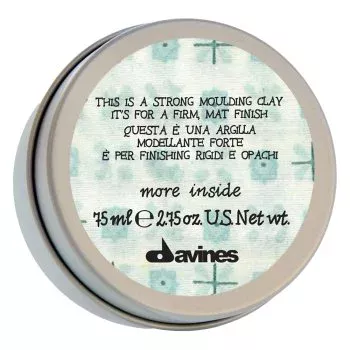 THIS IS A STRONG MOULDING CLAY
IT'S FOR A FIRM, MAT FINISH
QUESTA È UNA ARGILLA
MODELLANTE FORTE
È PER FINISHING RIGIDI E OPACHI
more inside
75 ml ℮ 2.75 oz. U.S. Net wt.
davines